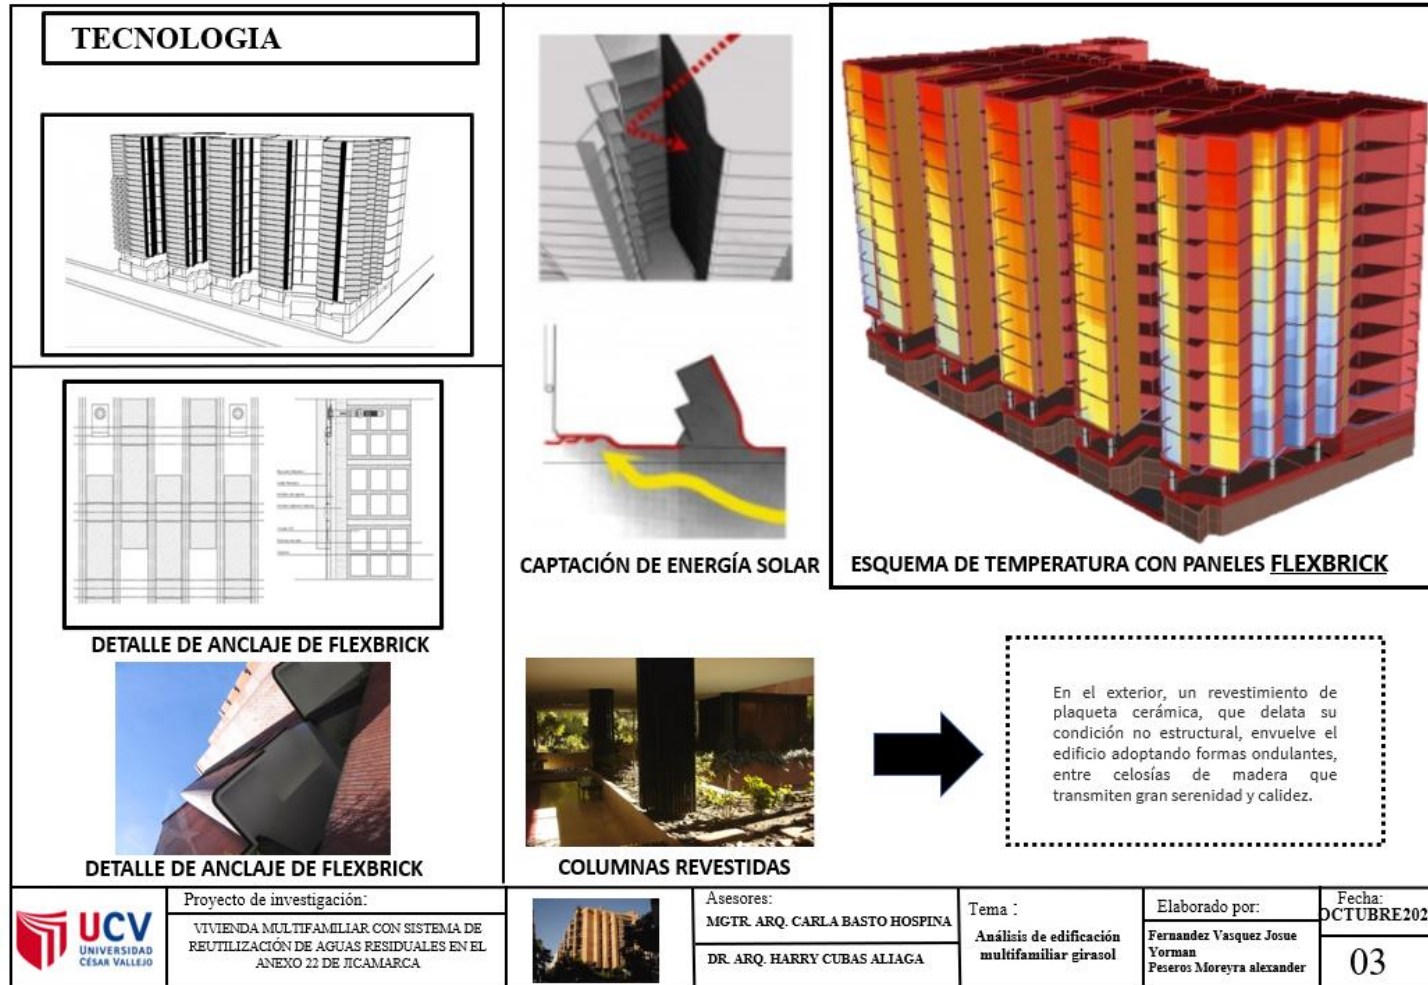 TECNOLOGIA
DETALLE DE ANCLAJE DE FLEXBRICK
DETALLE DE ANCLAJE DE FLEXBRICK
CAPTACIÓN DE ENERGÍA SOLAR
COLUMNAS REVESTIDAS
ESQUEMA DE TEMPERATURA CON PANELES FLEXBRICK
En el exterior, un revestimiento de
plaqueta cerámica, que delata su
condición no estructural, envuelve el
edificio adoptando formas ondulantes,
entre celosías de madera que
transmiten gran serenidad y calidez.
UCV
UNIVERSIDAD
CÉSAR VALLEJO
Proyecto de investigación:
VIVIENDA MULTIFAMILIAR CON SISTEMA DE
REUTILIZACIÓN DE AGUAS RESIDUALES EN EL
ANEXO 22 DE JICAMARCA
Asesores:
MGTR. ARQ. CARLA BASTO HOSPINA
DR. ARQ. HARRY CUBAS ALIAGA
Tema :
Análisis de edificación
multifamiliar girasol
Elaborado por:
Fernandez Vasquez Josue
Yorman
Peseros Moreyra alexander
Fecha:
OCTUBRE202
03